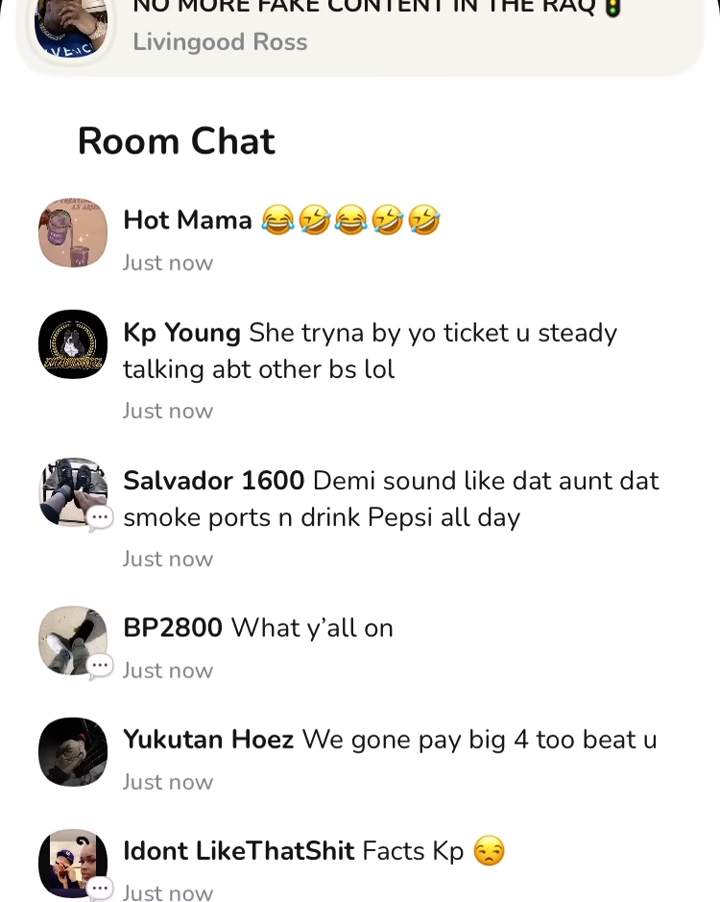 NO MORE FAKE CONTENT IN THE RAQ 🚦
Livingood Ross
Room Chat
Hot Mama 😂🤣😂🤣🤣
Just now
Kp Young She tryna by yo ticket u steady
talking abt other bs lol
Just now
Salvador 1600 Demi sound like dat aunt dat
smoke ports n drink Pepsi all day
Just now
BP2800 What y’all on
Just now
Yukutan Hoez We gone pay big 4 too beat u
Just now
Idont LikeThatShit Facts Kp 😒
Just now